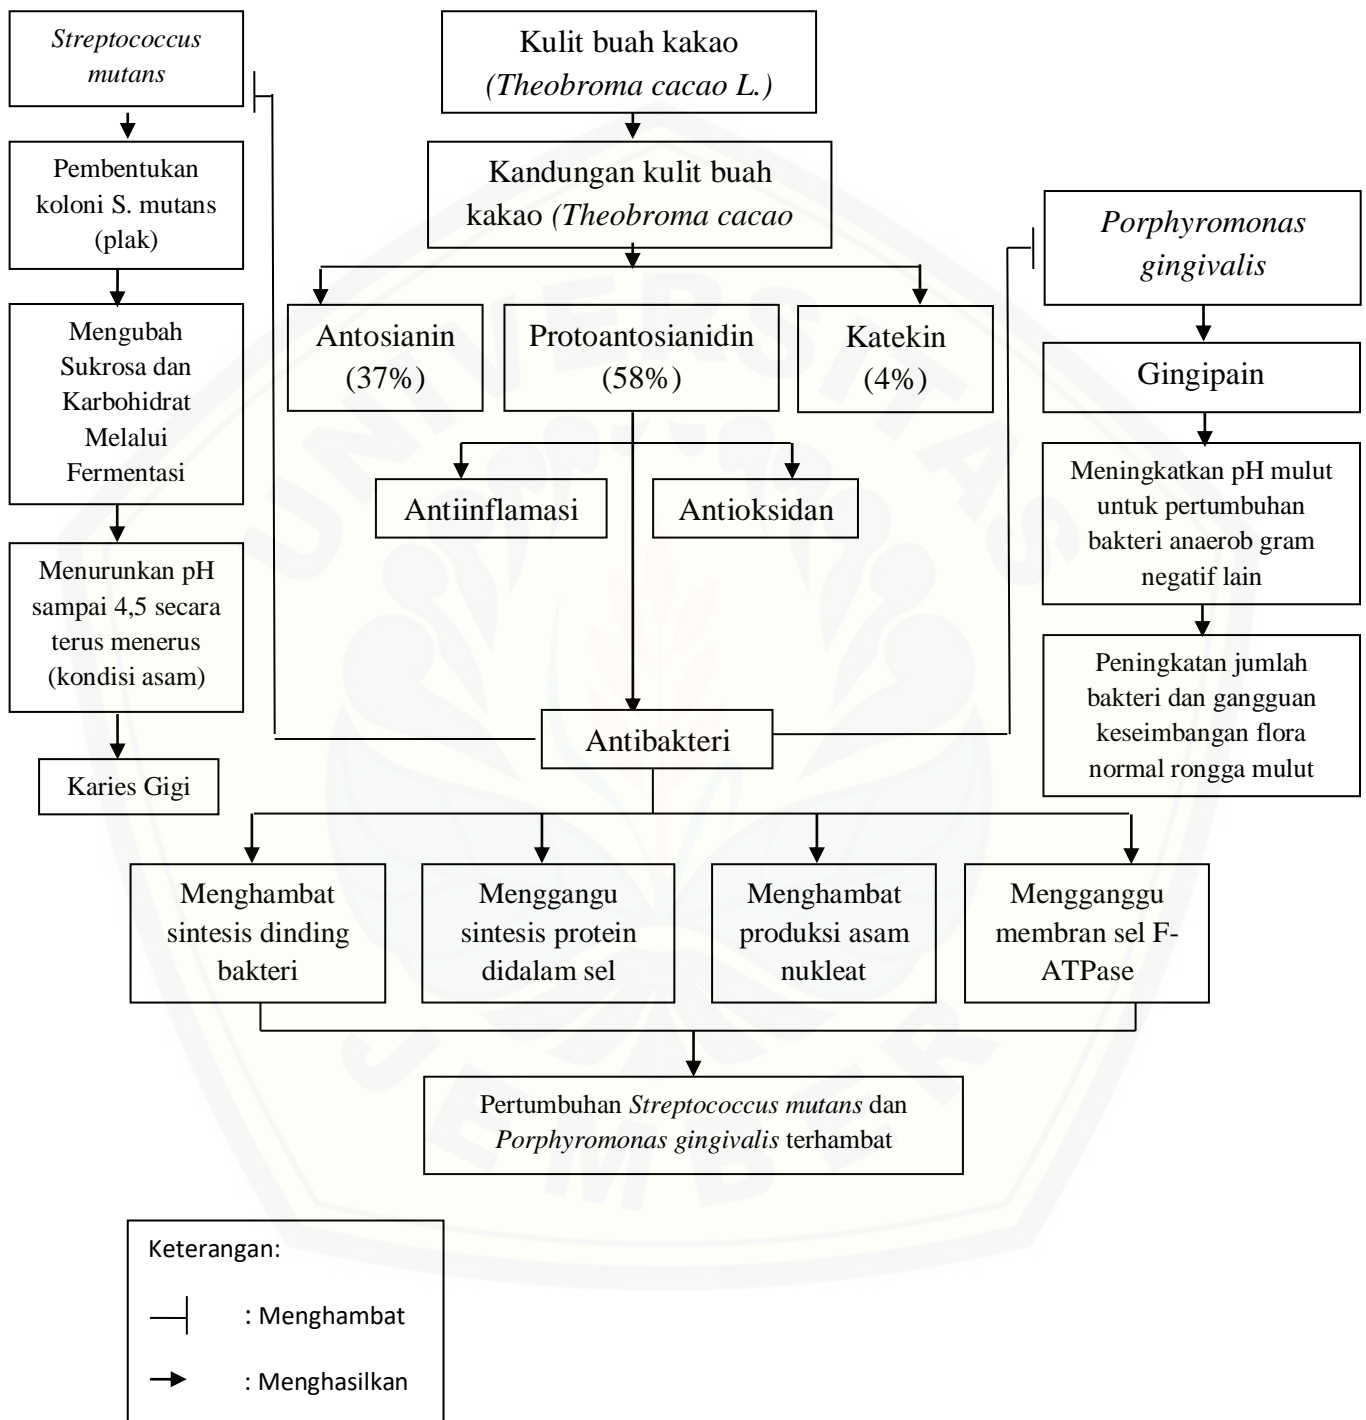 Streptococcus
mutans
Pembentukan
koloni S. mutans
(plak)
Mengubah
Sukrosa dan
Karbohidrat
Melalui
Fermentasi
Menurunkan pH
sampai 4,5 secara
terus menerus
(kondisi asam)
Karies Gigi
Kulit buah kakao
(Theobroma cacao L.)
Kandungan kulit buah
kakao (Theobroma cacao
Antosianin
(37%)
Protoantosianidin
(58%)
Katekin
(4%)
Antiinflamasi
Antioksidan
Antibakteri
Porphyromonas
gingivalis
Gingipain
Meningkatkan pH mulut
untuk pertumbuhan
bakteri anaerob gram
negatif lain
Peningkatan jumlah
bakteri dan gangguan
keseimbangan flora
normal rongga mulut
Menghambat
sintesis dinding
bakteri
Menggangu
sintesis protein
didalam sel
Menghambat
produksi asam
nukleat
Mengganggu
membran sel F-
ATPase
Pertumbuhan Streptococcus mutans dan
Porphyromonas gingivalis terhambat
Keterangan:
: Menghambat
: Menghasilkan
UNIVERSITAS
JEMBER